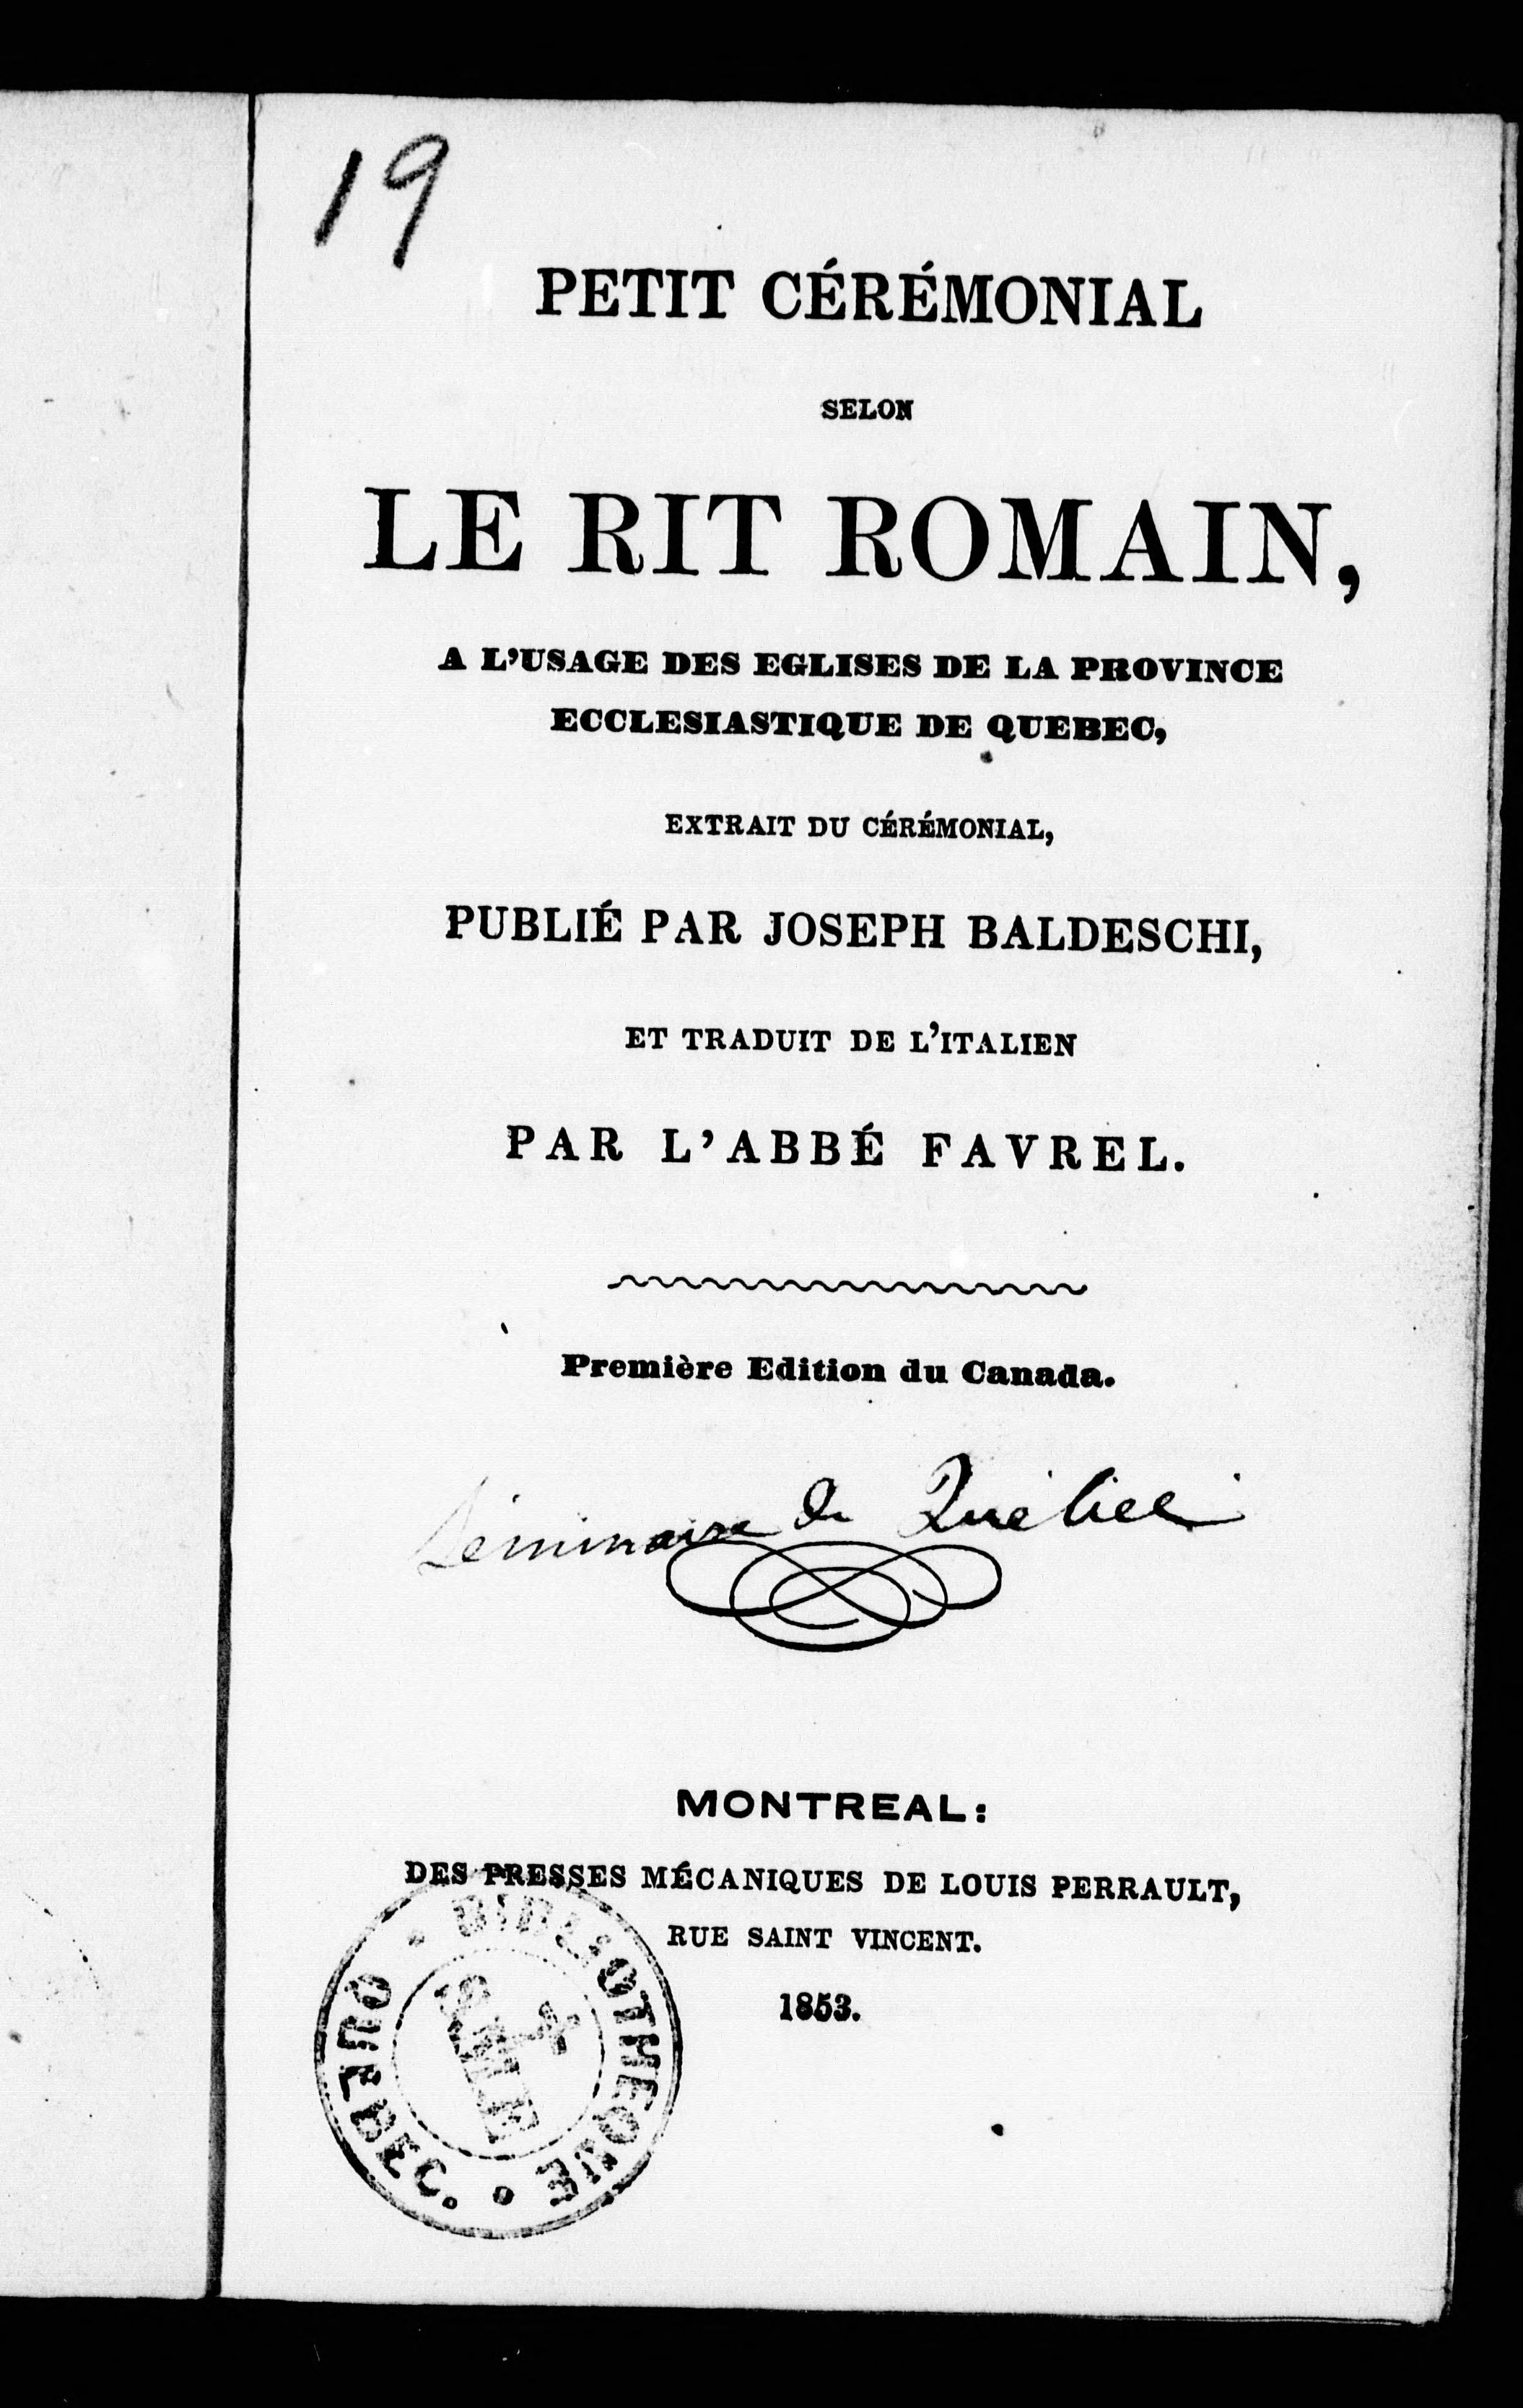 19
PETIT CÉRÉMONIAL
SELON
LE RIT ROMAIN,
A L'USAGE DES EGLISES DE LA PROVINCE
ECCLESIASTIQUE DE QUEBEC,
EXTRAIT DU CÉRÉMONIAL,
PUBLIÉ PAR JOSEPH BALDESCHI,
ET TRADUIT DE L'ITALIEN
PAR L'ABBÉ FAVREL.
Première Edition du Canada.
Séminaire de Québec
MONTREAL:
DES PRESSES MÉCANIQUES DE LOUIS PERRAULT,
RUE SAINT VINCENT.
1853.
BIBLIOTHEQUE
QUEBEC.